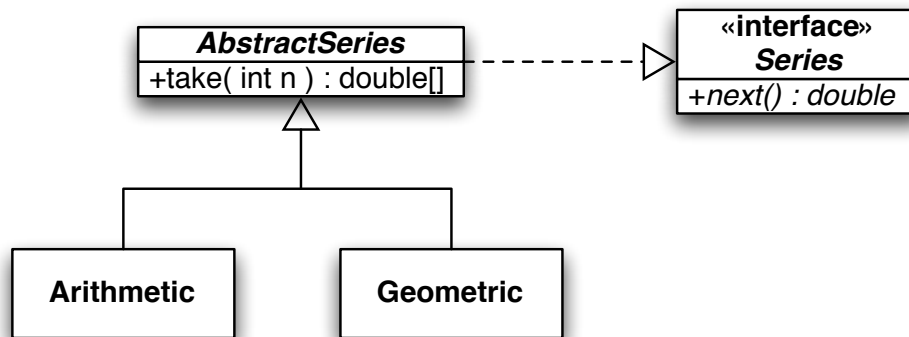 AbstractSeries
+take( int n ) : double[]
«interface»
Series
+next() : double
Arithmetic
Geometric